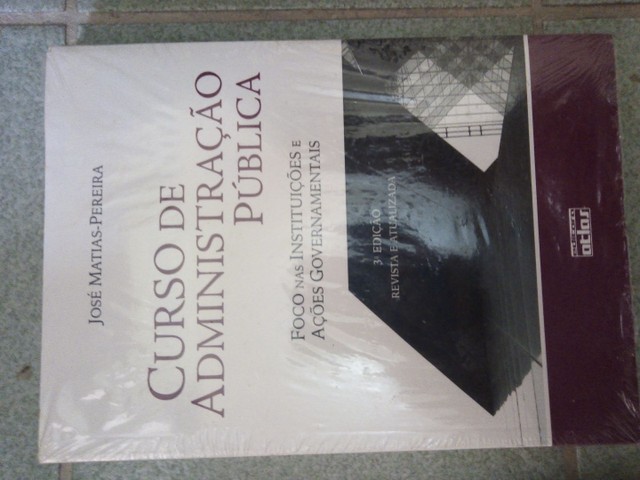 JOSÉ MATIAS-PEREIRA
CURSO DE
ADMINISTRAÇÃO
PÚBLICA
FOCO NAS INSTITUIÇÕES E
AÇÕES GOVERNAMENTAIS
3ª EDIÇÃO
REVISTA E ATUALIZADA
atlas